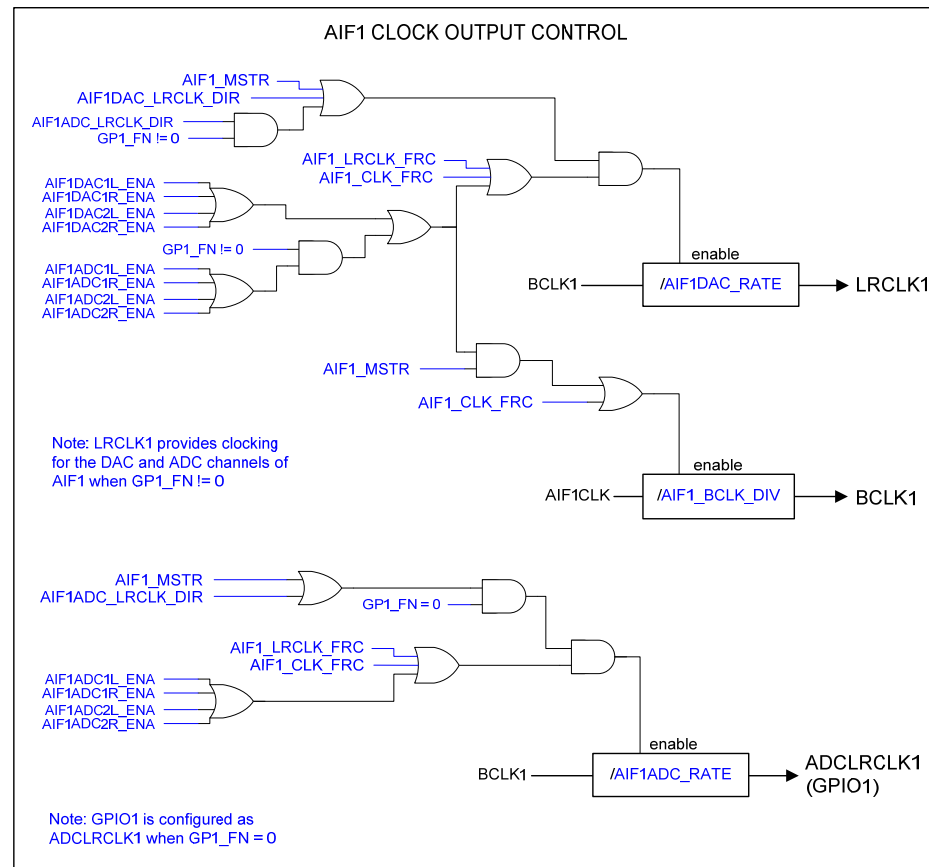 AIF1 CLOCK OUTPUT CONTROL
AIF1_MSTR
AIF1DAC_LRCLK_DIR
AIF1ADC_LRCLK_DIR
GP1_FN != 0
AIF1_LRCLK_FRC
AIF1_CLK_FRC
AIF1DAC1L_ENA
AIF1DAC1R_ENA
AIF1DAC2L_ENA
AIF1DAC2R_ENA
GP1_FN != 0
AIF1ADC1L_ENA
AIF1ADC1R_ENA
AIF1ADC2L_ENA
AIF1ADC2R_ENA
enable
BCLK1
/AIF1DAC_RATE
LRCLK1
AIF1_MSTR
AIF1_CLK_FRC
Note: LRCLK1 provides clocking
for the DAC and ADC channels of
AIF1 when GP1_FN != 0
enable
AIF1CLK
/AIF1_BCLK_DIV
BCLK1
AIF1_MSTR
AIF1ADC_LRCLK_DIR
GP1_FN = 0
AIF1_LRCLK_FRC
AIF1_CLK_FRC
AIF1ADC1L_ENA
AIF1ADC1R_ENA
AIF1ADC2L_ENA
AIF1ADC2R_ENA
enable
BCLK1
/AIF1ADC_RATE
ADCLRCLK1
(GPIO1)
Note: GPIO1 is configured as
ADCLRCLK1 when GP1_FN = 0